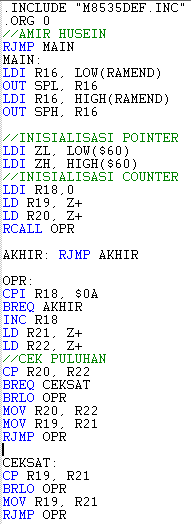 .INCLUDE "M8535DEF.INC"
.ORG 0
//AMIR HUSEIN
RJMP MAIN
MAIN:
LDI R16, LOW(RAMEND)
OUT SPL, R16
LDI R16, HIGH(RAMEND)
OUT SPH, R16
//INISIALISASI POINTER
LDI ZL, LOW($60)
LDI ZH, HIGH($60)
//INISIALISASI COUNTER
LDI R18,0
LD R19, Z+
LD R20, Z+
RCALL OPR
AKHIR: RJMP AKHIR
OPR:
CPI R18, $0A
BREQ AKHIR
INC R18
LD R21, Z+
LD R22, Z+
//CEK PULUHAN
CP R20, R22
BREQ CEKSAT
BRLO OPR
MOV R20, R22
MOV R19, R21
RJMP OPR
CEKSAT:
CP R19, R21
BRLO OPR
MOV R19, R21
RJMP OPR